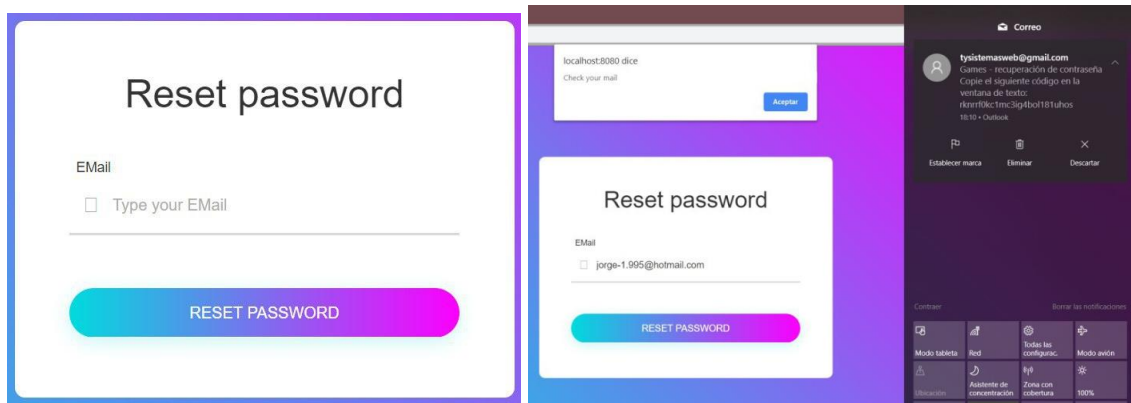 Reset password
EMail
Type your EMail
RESET PASSWORD
localhost:8080 dice
Check your mail
Aceptar
Reset password
EMail
jorge-1.995@hotmail.com
RESET PASSWORD
Correo
tysistemasweb@gmail.com
Games - recuperación de contraseña
Copie el siguiente código en la
ventana de texto:
rknrrf0kc1mc3ig4bol181uhos
18:10 • Outlook
Establecer marca
Eliminar
Descartar
Contraer
Borrar las notificaciones
Modo tableta
Red
Todas las
configurac.
Modo avión
Ubicación
Asistente de
concentración
Zona con
cobertura
100%